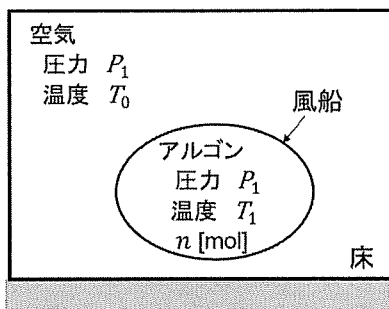 空気
圧力 P₁
温度 T₀
風船
アルゴン
圧力 P₁
温度 T₁
n [mol]
床